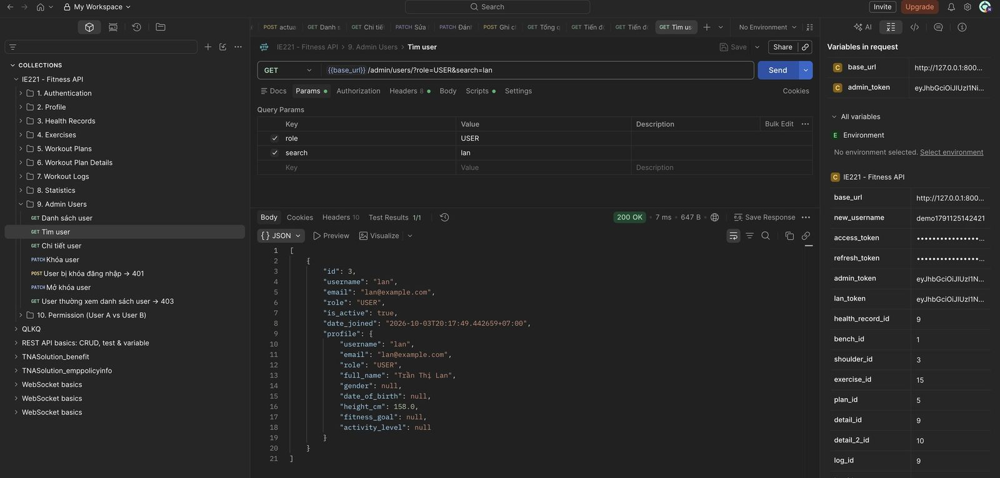 My Workspace
Search
Invite
Upgrade
POST actua
GET Danh s
GET Chi tiế
PATCH Sửa
PATCH Đán
POST Ghi c
GET Tổng q
GET Tiến đ
GET Tiến đ
GET Tìm us
No Environment
AI
IE221 - Fitness API > 9. Admin Users > Tìm user
Save
Share
Variables in request
COLLECTIONS
IE221 - Fitness API
1. Authentication
2. Profile
3. Health Records
4. Exercises
5. Workout Plans
6. Workout Plan Details
7. Workout Logs
8. Statistics
9. Admin Users
GET Danh sách user
GET Tìm user
GET Chi tiết user
PATCH Khóa user
POST User bị khóa đăng nhập → 401
PATCH Mở khóa user
GET User thường xem danh sách user → 403
10. Permission (User A vs User B)
QLKQ
REST API basics: CRUD, test & variable
TNASolution_benefit
TNASolution_emppolicyinfo
WebSocket basics
WebSocket basics
WebSocket basics
HTTP
GET
{{base_url}} /admin/users/?role=USER&search=lan
Send
Docs Params Authorization Headers 8 Body Scripts Settings Cookies
Query Params
Key Value Description Bulk Edit
role USER
search lan
Key Value Description
Body Cookies Headers 10 Test Results 1/1
200 OK • 7 ms • 647 B
e.g. Save Response
{} JSON Preview Visualize
1 [
2 {
3 "id": 3,
4 "username": "lan",
5 "email": "lan@example.com",
6 "role": "USER",
7 "is_active": true,
8 "date_joined": "2026-10-03T20:17:49.442659+07:00",
9 "profile": {
10 "username": "lan",
11 "email": "lan@example.com",
12 "role": "USER",
13 "full_name": "Trần Thị Lan",
14 "gender": null,
15 "date_of_birth": null,
16 "height_cm": 158.0,
17 "fitness_goal": null,
18 "activity_level": null
19 }
20 }
21 ]
C base_url http://127.0.0.1:800...
C admin_token eyJhbGciOiJIUzI1Ni...
All variables
E Environment
No environment selected. Select environment
C IE221 - Fitness API
base_url http://127.0.0.1:800...
new_username demo1791125142421
access_token ••••••••••••••••...
refresh_token ••••••••••••••••...
admin_token eyJhbGciOiJIUzI1N...
lan_token eyJhbGciOiJIUzI1N...
health_record_id 9
bench_id 1
shoulder_id 3
exercise_id 15
plan_id 5
detail_id 9
detail_2_id 10
log_id 9